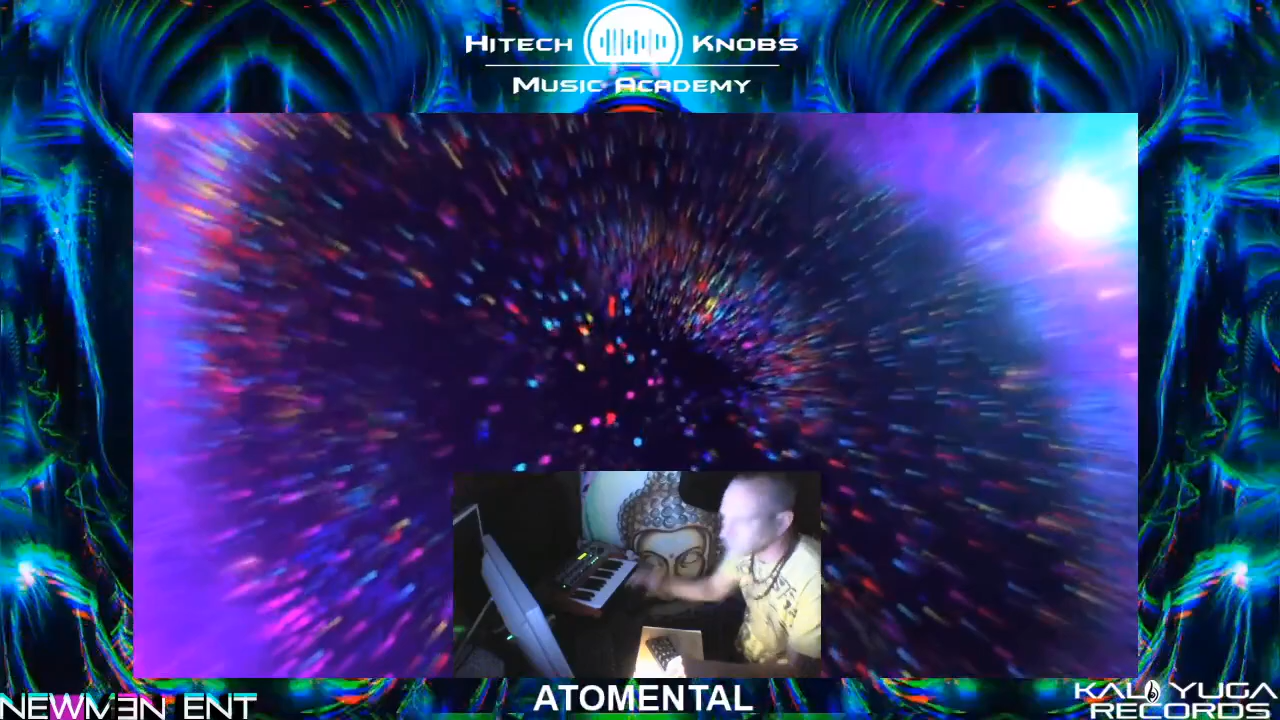 HITECH KNOBS
MUSIC ACADEMY
NEWMEN ENT
ATOMENTAL
KALI YUGA
RECORDS